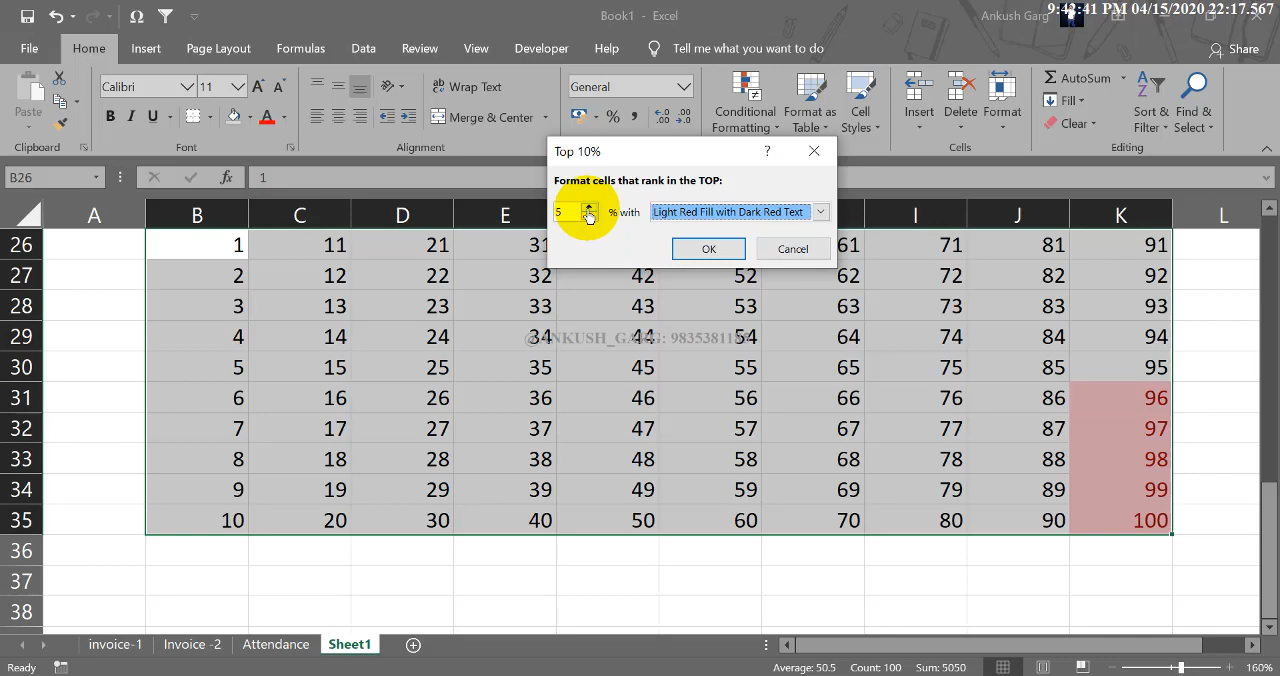 Book1 - Excel
Ankush Garg
9:42:41 PM 04/15/2020 22:17.567
File Home Insert Page Layout Formulas Data Review View Developer Help Tell me what you want to do Share
Calibri 11 Wrap Text General AutoSum
Paste Conditional Formatting Format as Table Cell Styles Insert Delete Format Fill Sort & Filter Find & Select
B I U Merge & Center % , Clear
Clipboard Font Alignment Cells Editing
B26 fx 1
Top 10% ?
Format cells that rank in the TOP:
5 % with Light Red Fill with Dark Red Text
OK Cancel
A B C D E I J K L
26 1 11 21 31 61 71 81 91
27 2 12 22 32 42 52 62 72 82 92
28 3 13 23 33 43 53 63 73 83 93
29 4 14 24 34 44 54 64 74 84 94
@ANKUSH_GARG:
30 5 15 25 35 45 55 65 75 85 95
31 6 16 26 36 46 56 66 76 86 96
32 7 17 27 37 47 57 67 77 87 97
33 8 18 28 38 48 58 68 78 88 98
34 9 19 29 39 49 59 69 79 89 99
35 10 20 30 40 50 60 70 80 90 100
36
37
38
invoice-1 Invoice -2 Attendance Sheet1
Ready Average: 50.5 Count: 100 Sum: 5050 160%